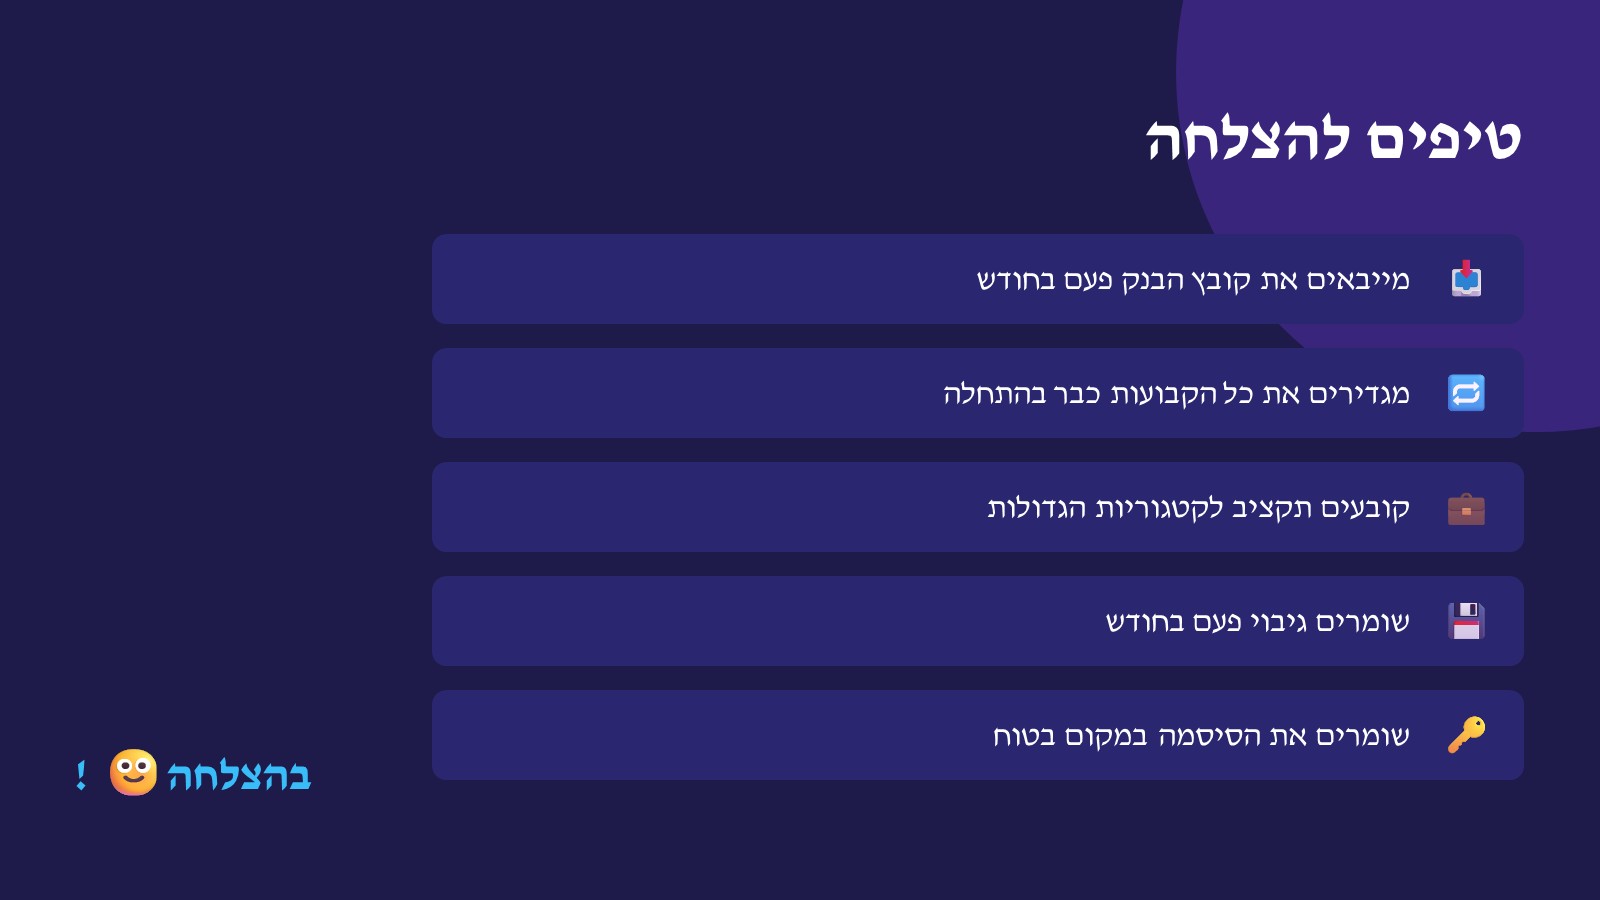 טיפים להצלחה
📥 מייבאים את קובץ הבנק פעם בחודש
🔁 מגדירים את כל הקבועות כבר בהתחלה
💼 קובעים תקציב לקטגוריות הגדולות
💾 שומרים גיבוי פעם בחודש
🔑 שומרים את הסיסמה במקום בטוח
בהצלחה 🙂 !